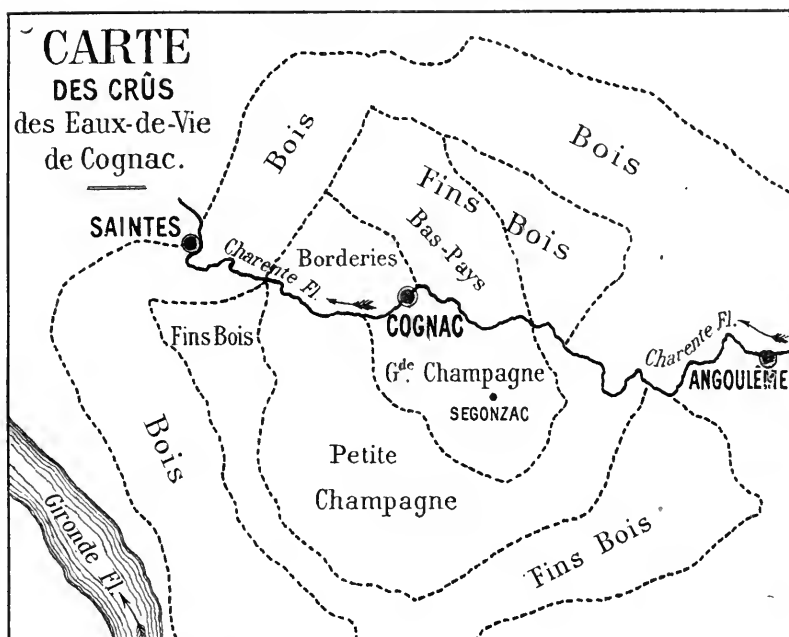 CARTE
DES CRÛS
des Eaux-de-Vie
de Cognac.
Bois
Bois
Fins Bois
Bas-Pays
SAINTES
Charente Fl.
Borderies
COGNAC
Fins Bois
Gde. Champagne
SEGONZAC
Charente Fl.
ANGOULÊME
Bois
Petite
Champagne
Gironde Fl.
Fins Bois